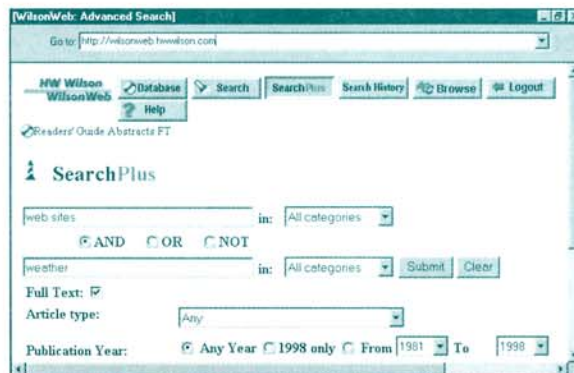 [WilsonWeb: Advanced Search]
Go to: http://wilsonweb.hwwilson.com
HW Wilson
WilsonWeb
Database
Search
SearchPlus
Search History
Browse
Logout
Help
Readers' Guide Abstracts FT
SearchPlus
web sites in: All categories
AND OR NOT
weather in: All categories Submit Clear
Full Text:
Article type: Any
Publication Year: Any Year 1998 only From 1981 To 1998